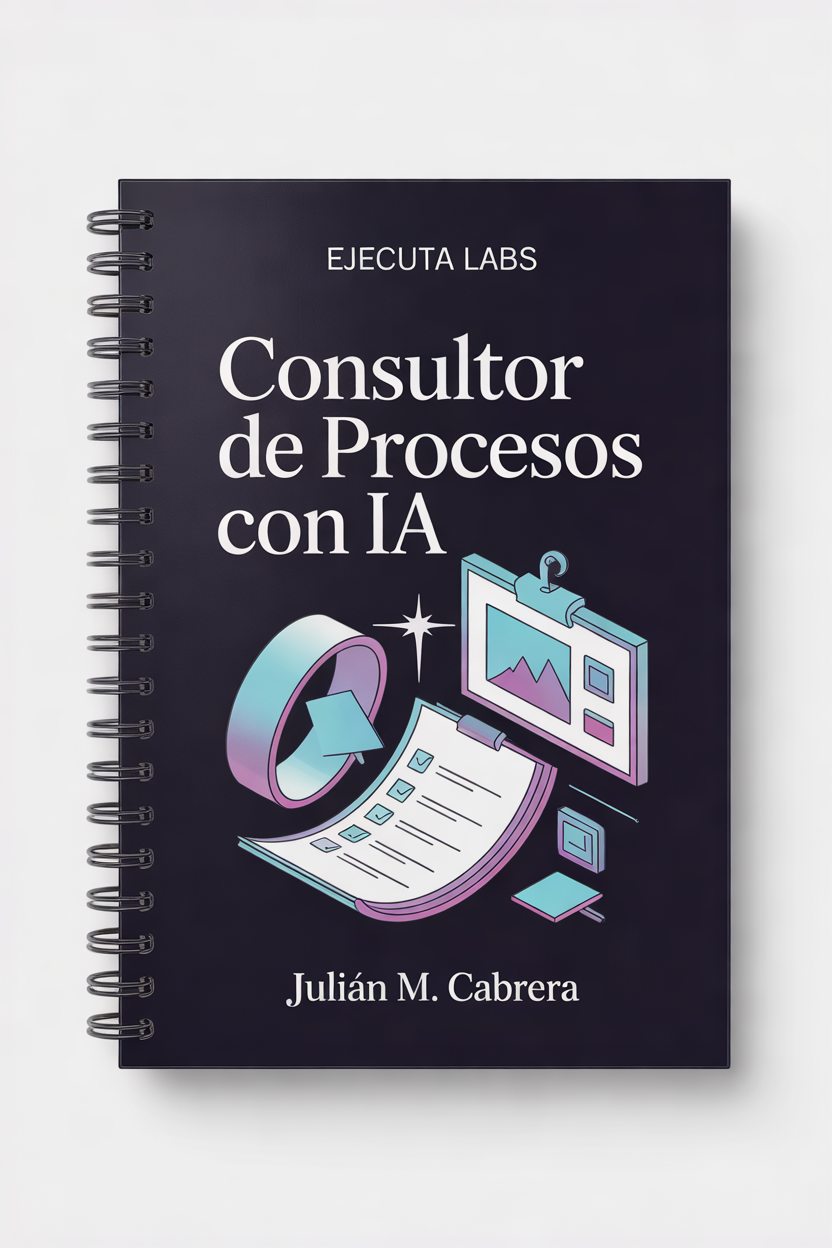 EJECUTA LABS
Consultor
de Procesos
con IA
Julián M. Cabrera